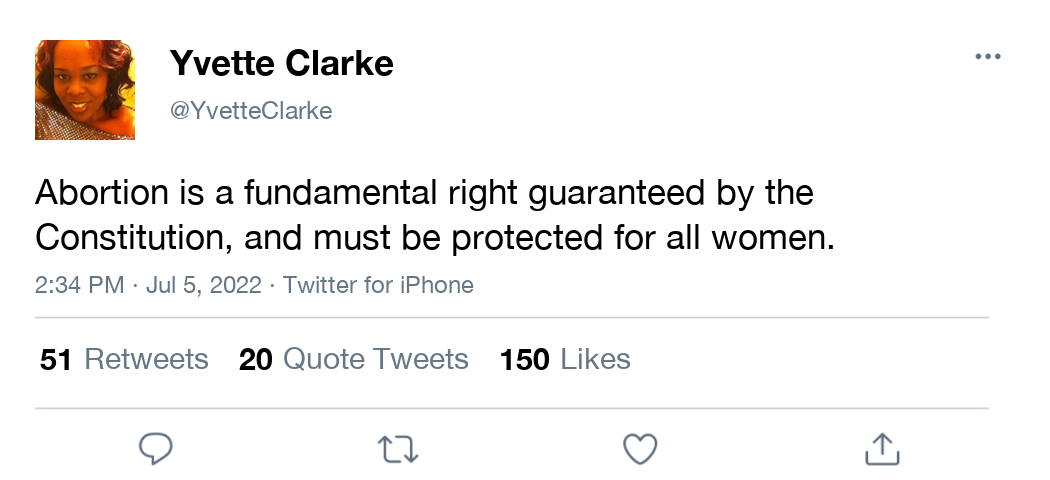 Yvette Clarke
@YvetteClarke
Abortion is a fundamental right guaranteed by the
Constitution, and must be protected for all women.
2:34 PM · Jul 5, 2022 · Twitter for iPhone
51 Retweets 20 Quote Tweets 150 Likes